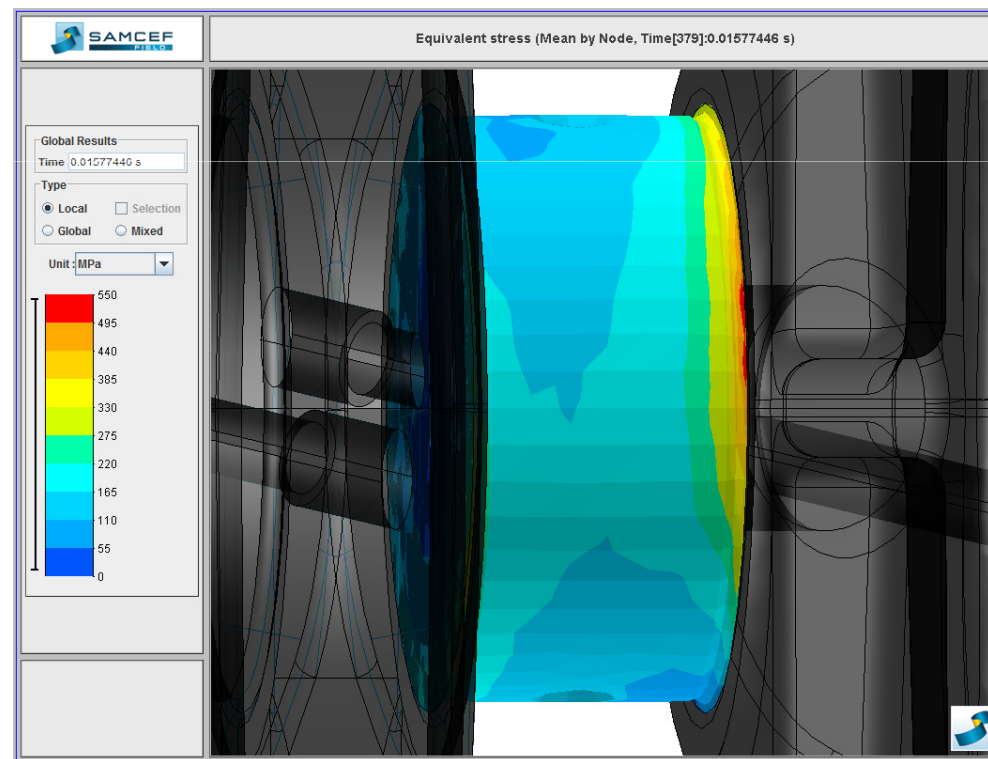 SAMCEF
FIELD
Equivalent stress (Mean by Node, Time[379]:0.01577446 s)
Global Results
Time 0.01577446 s
Type
Local
Selection
Global
Mixed
Unit : MPa
550
495
440
385
330
275
220
165
110
55
0